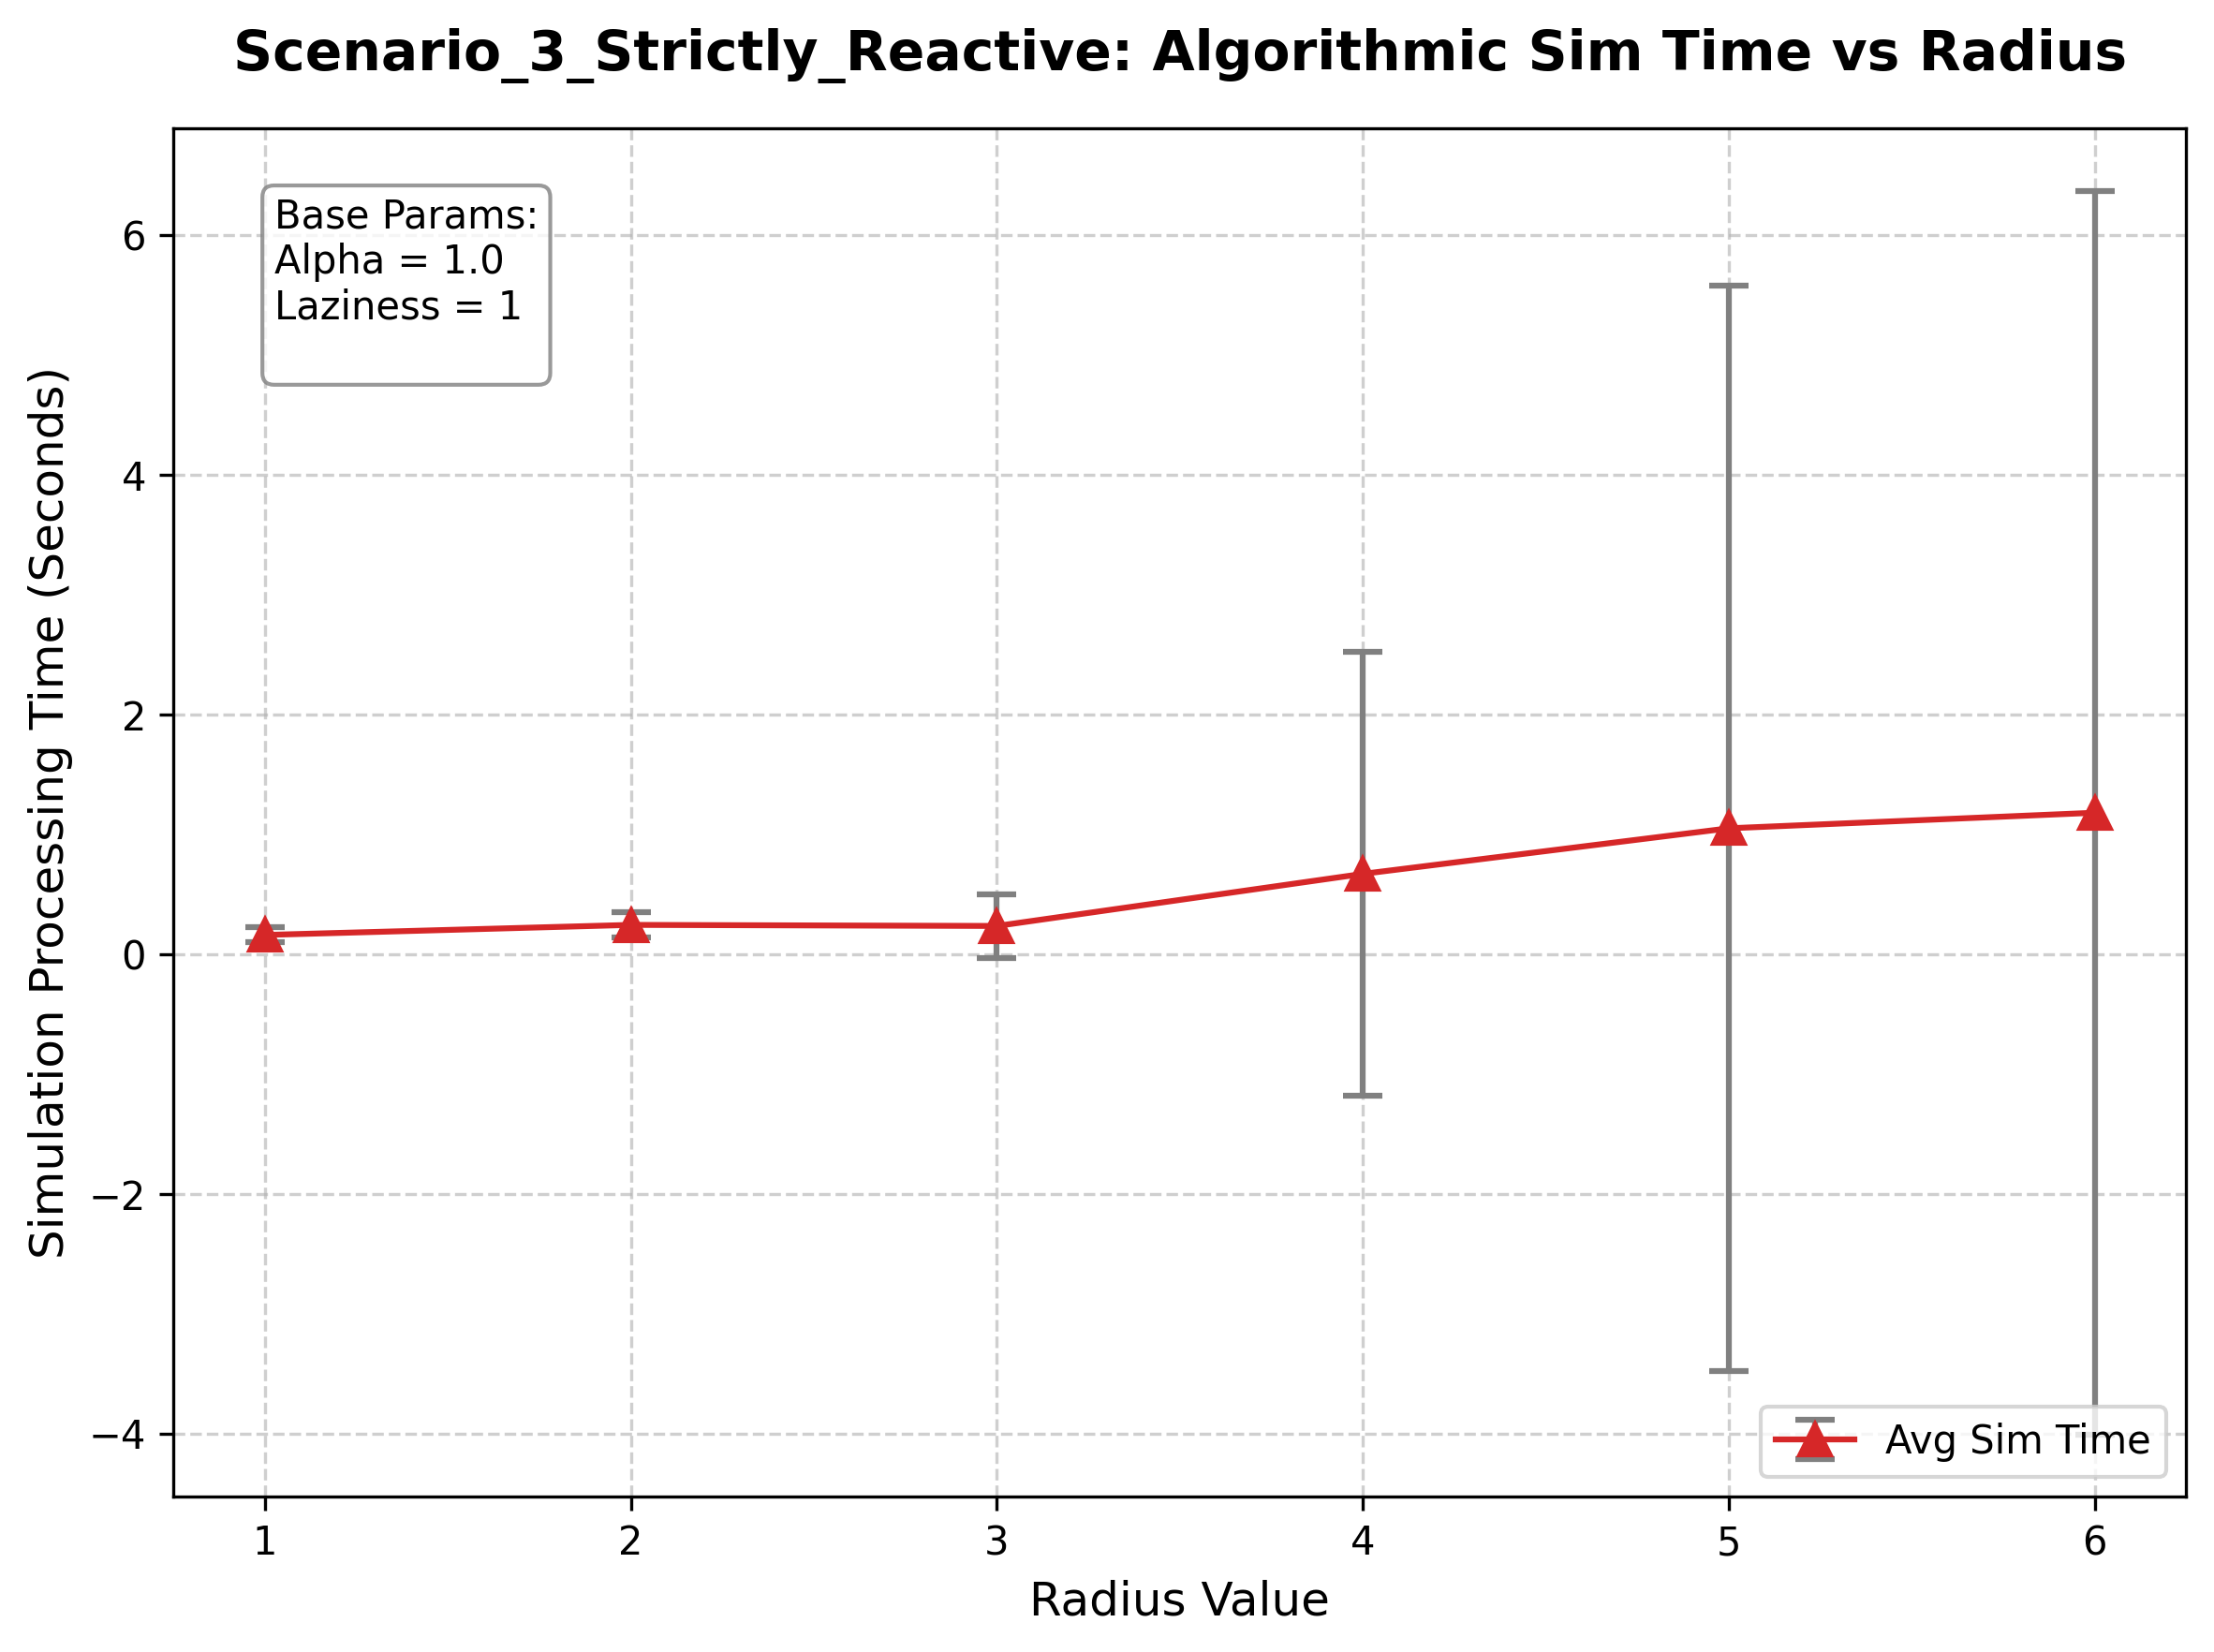 Scenario_3_Strictly_Reactive: Algorithmic Sim Time vs Radius
Base Params:
Alpha = 1.0
Laziness = 1
Simulation Processing Time (Seconds)
6
4
2
0
−2
−4
Avg Sim Time
1 2 3 4 5 6
Radius Value